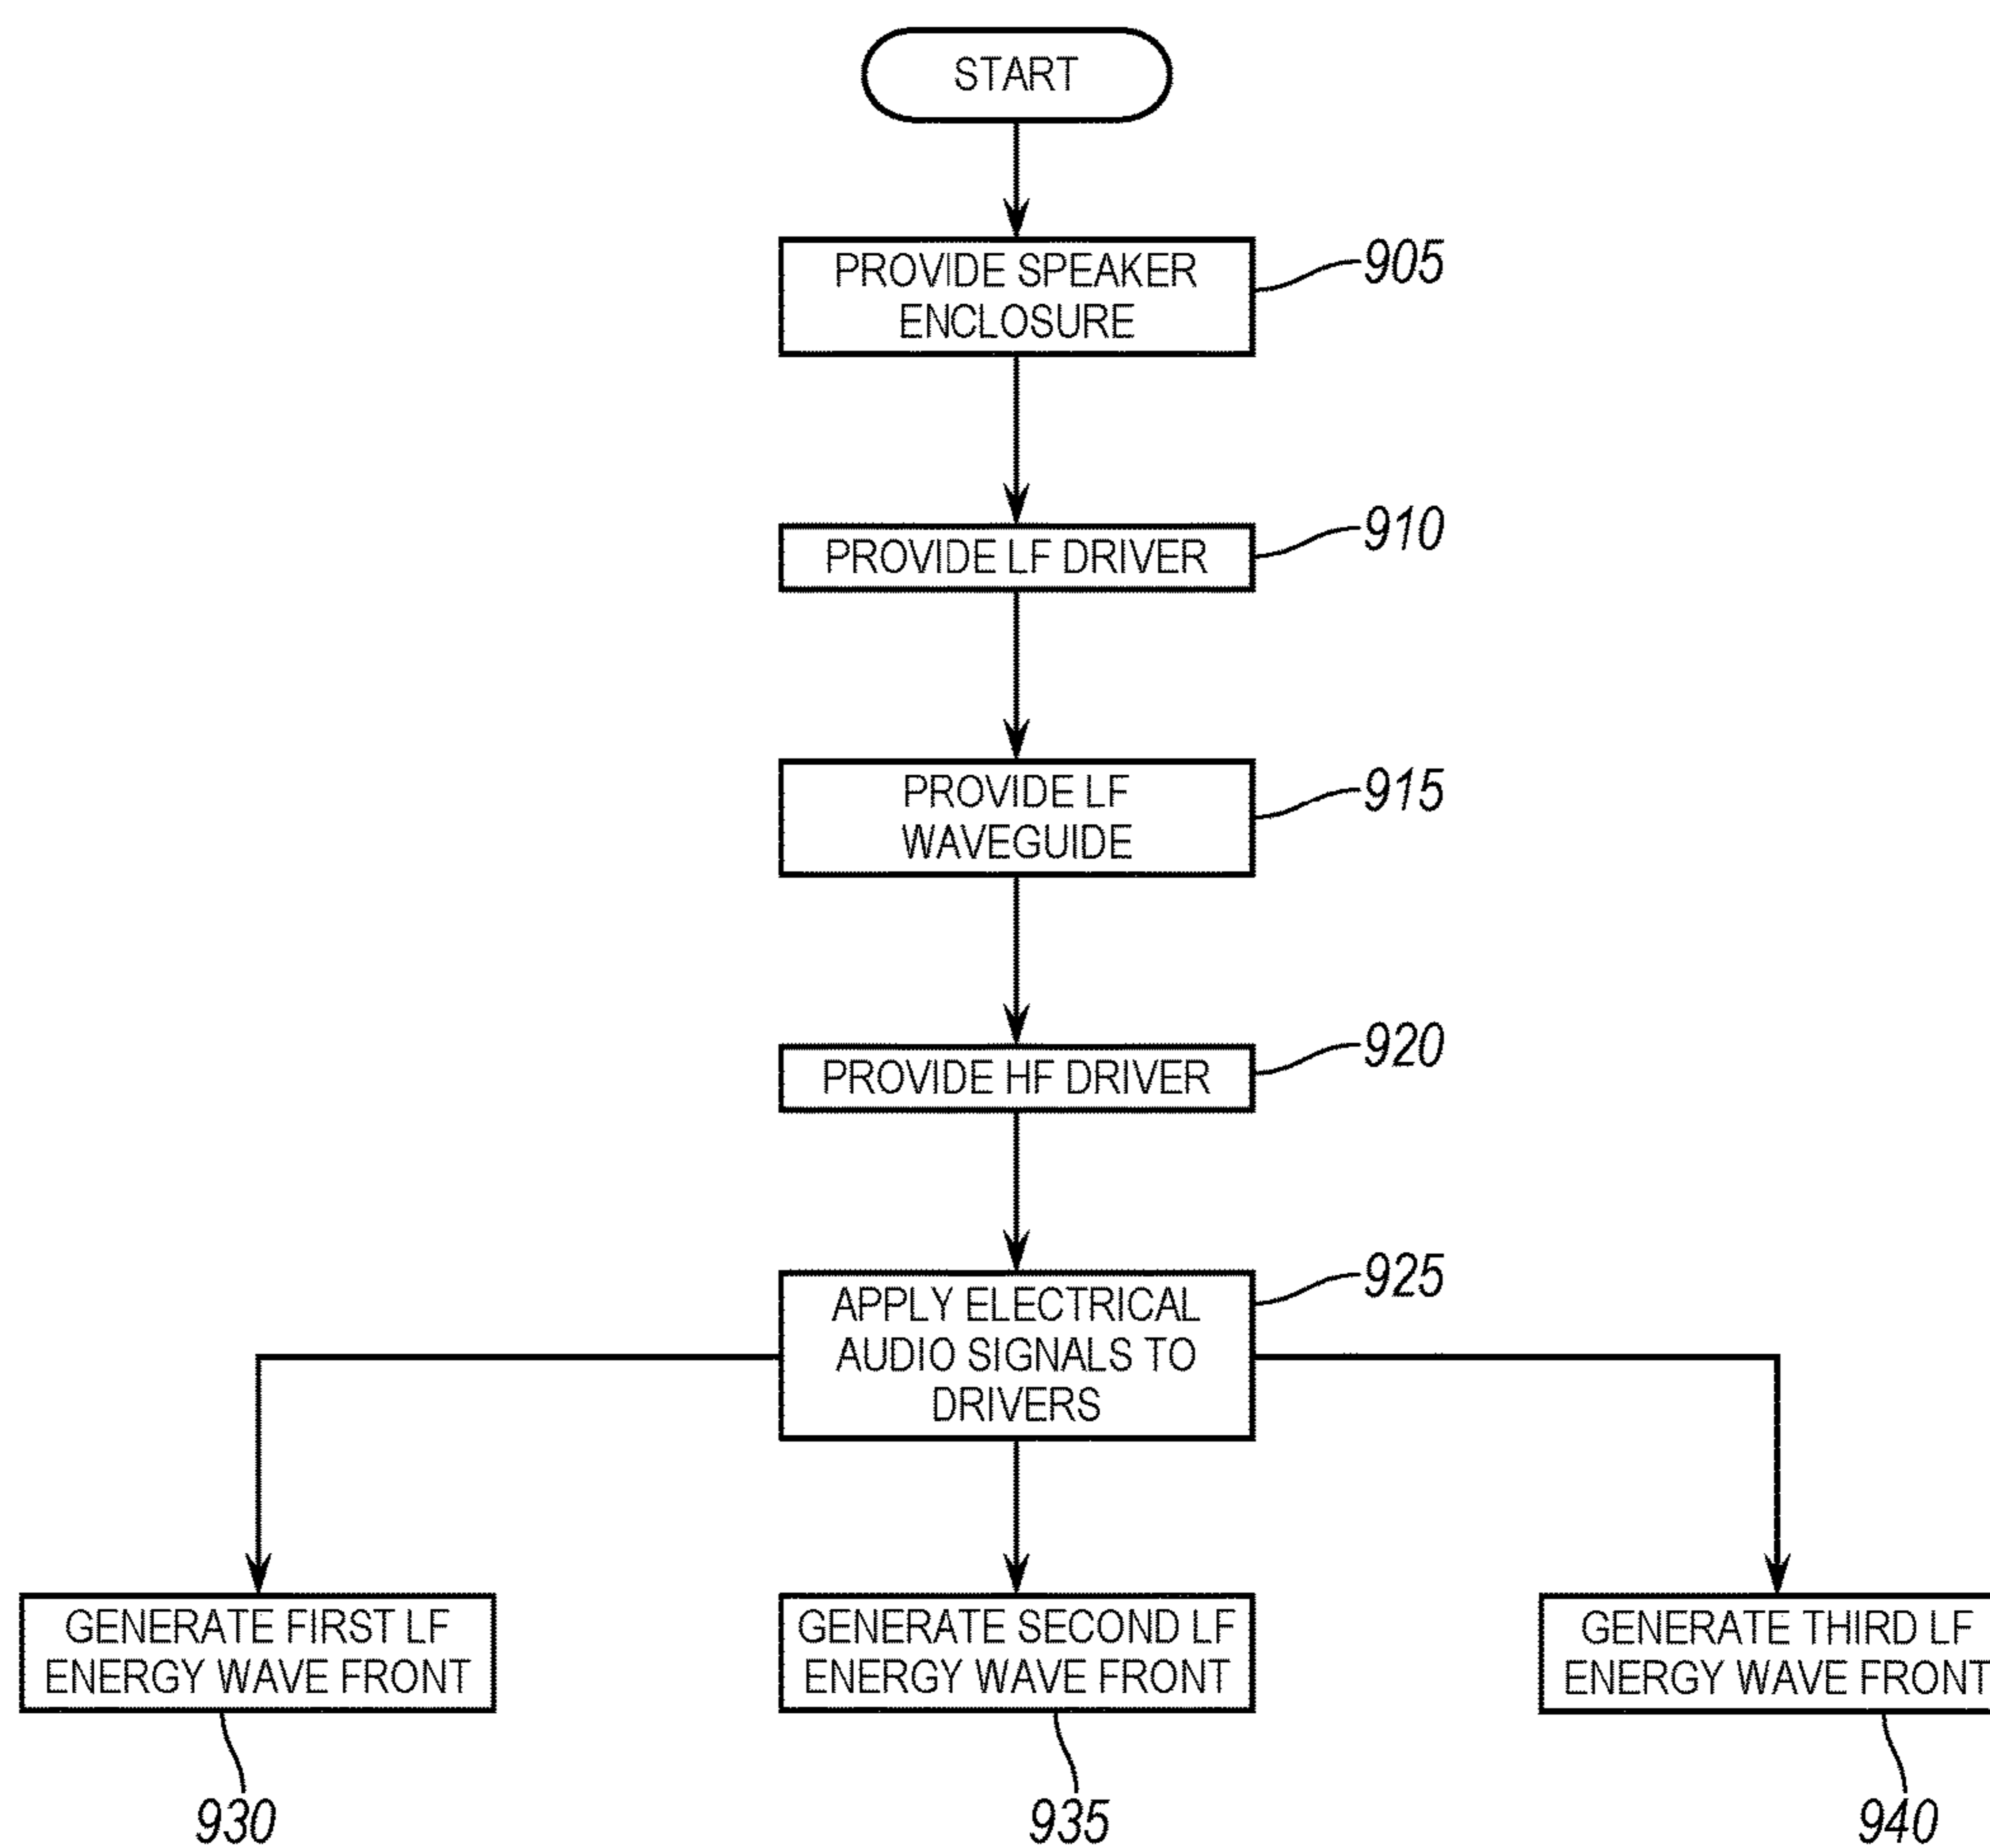 START
PROVIDE SPEAKER
ENCLOSURE
905
PROVIDE LF DRIVER
910
PROVIDE LF
WAVEGUIDE
915
PROVIDE HF DRIVER
920
APPLY ELECTRICAL
AUDIO SIGNALS TO
DRIVERS
925
GENERATE FIRST LF
ENERGY WAVE FRONT
930
GENERATE SECOND LF
ENERGY WAVE FRONT
935
GENERATE THIRD LF
ENERGY WAVE FRONT
940